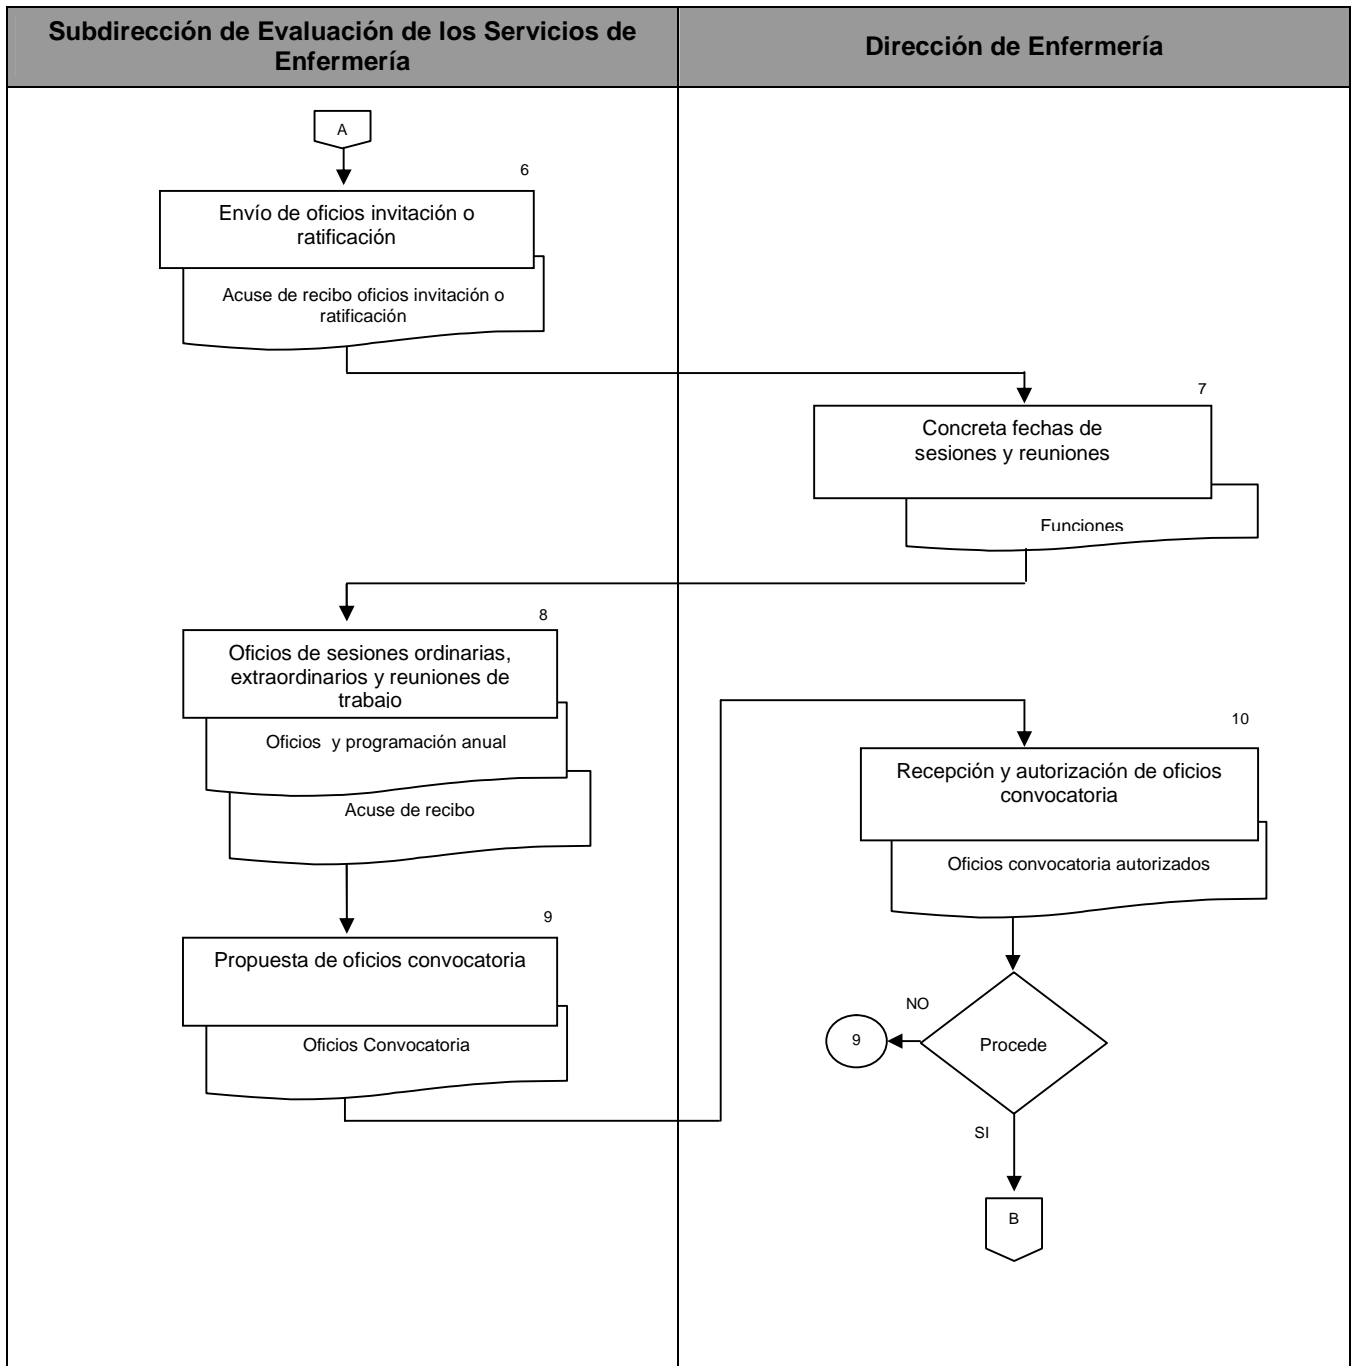 Subdirección de Evaluación de los Servicios de
Enfermería
Dirección de Enfermería
A
6
Envío de oficios invitación o
ratificación
Acuse de recibo oficios invitación o
ratificación
7
Concreta fechas de
sesiones y reuniones
Funciones
8
Oficios de sesiones ordinarias,
extraordinarios y reuniones de
trabajo
Oficios y programación anual
Acuse de recibo
9
Propuesta de oficios convocatoria
Oficios Convocatoria
10
Recepción y autorización de oficios
convocatoria
Oficios convocatoria autorizados
NO
9
Procede
SI
B